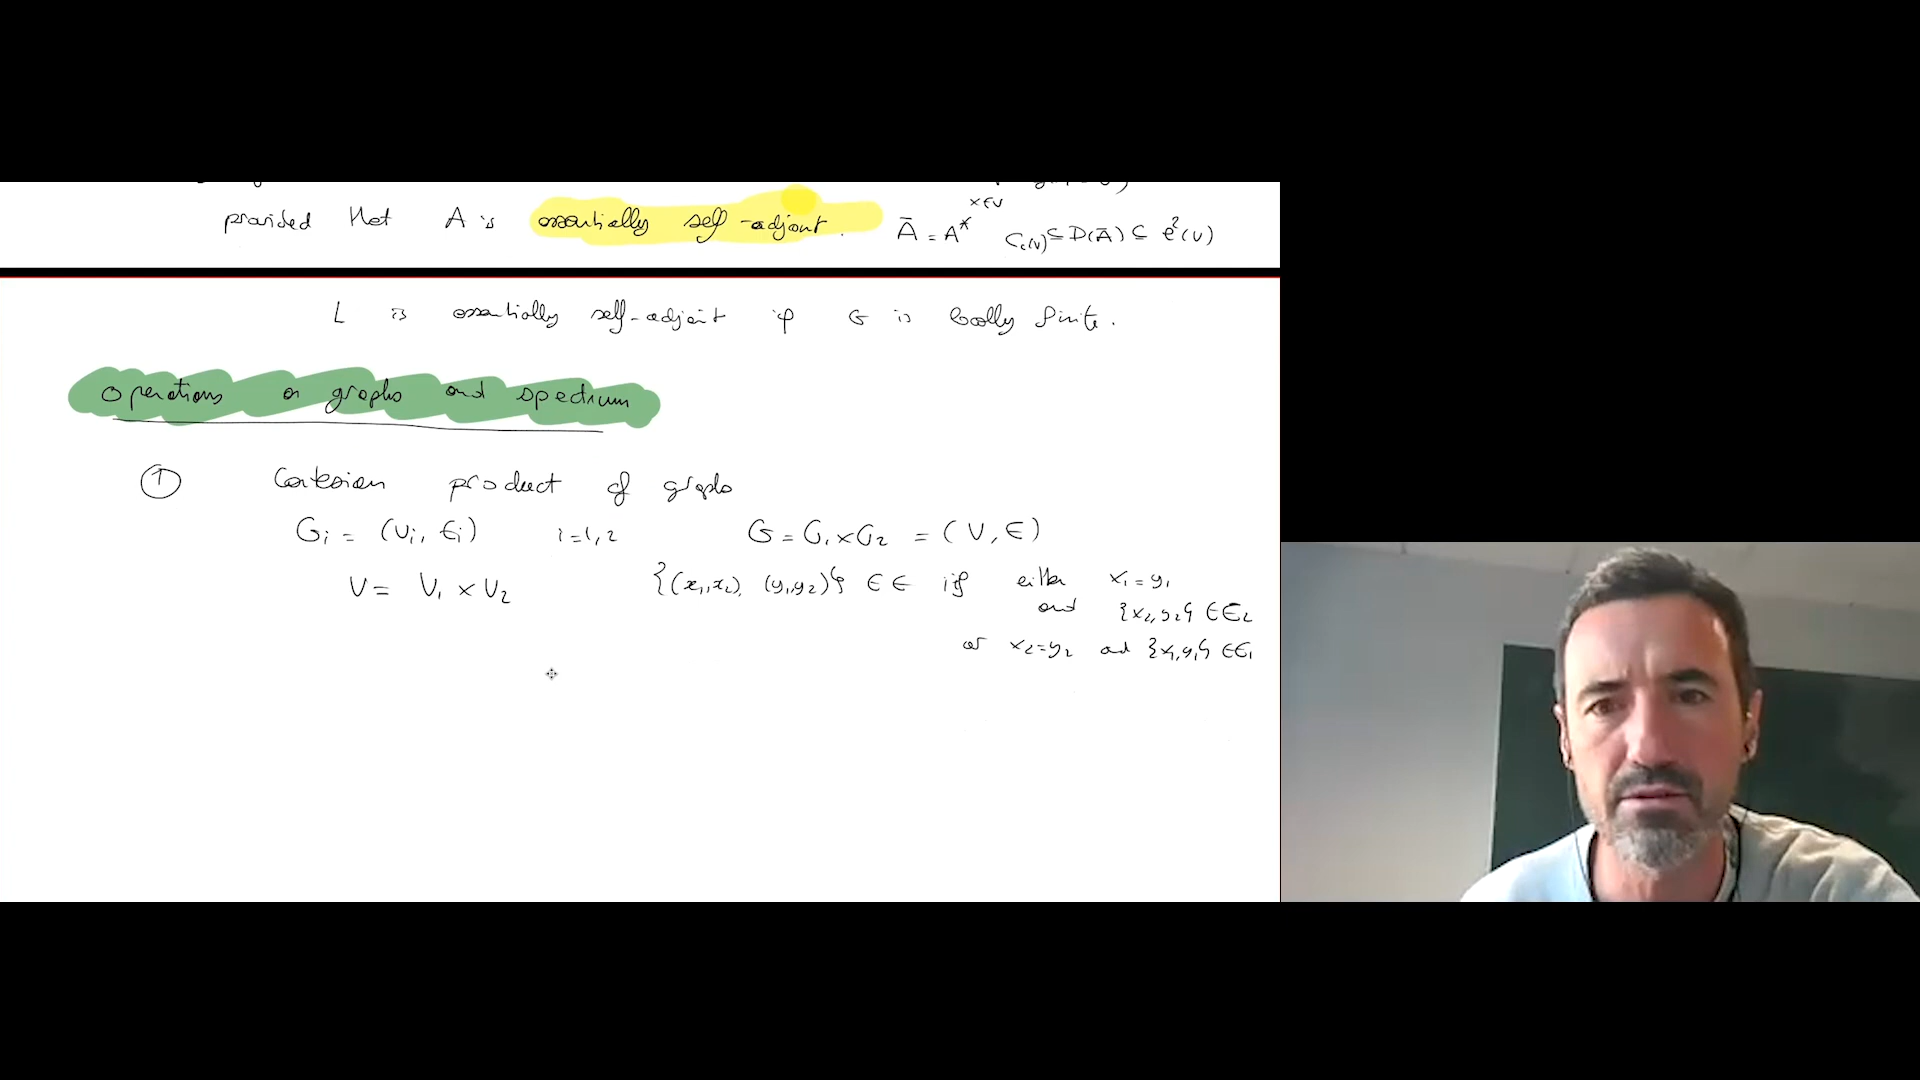 x∈V
provided that A is essentially self-adjoint. Ā = A* C_c(V) ⊆ D(Ā) ⊆ ℓ²(V)
L is essentially self-adjoint if G is locally finite.
Operations on graphs and spectrum
① Cartesian product of graphs
G_i = (V_i, E_i) i=1,2 G = G_1 × G_2 = (V, E)
V = V_1 × V_2 {(x_1,x_2), (y_1,y_2)} ∈ E iff either x_1=y_1
and {x_2,y_2} ∈ E_2
or x_2=y_2 and {x_1,y_1} ∈ E_1